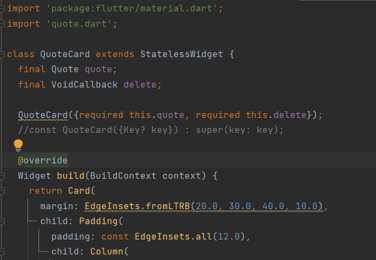 import 'package:flutter/material.dart';
import 'quote.dart';
class QuoteCard extends StatelessWidget {
final Quote quote;
final VoidCallback delete;
QuoteCard({required this.quote, required this.delete});
//const QuoteCard({Key? key}) : super(key: key);
@override
Widget build(BuildContext context) {
return Card(
margin: EdgeInsets.fromLTRB(20.0, 30.0, 40.0, 10.0),
child: Padding(
padding: const EdgeInsets.all(12.0),
child: Column(